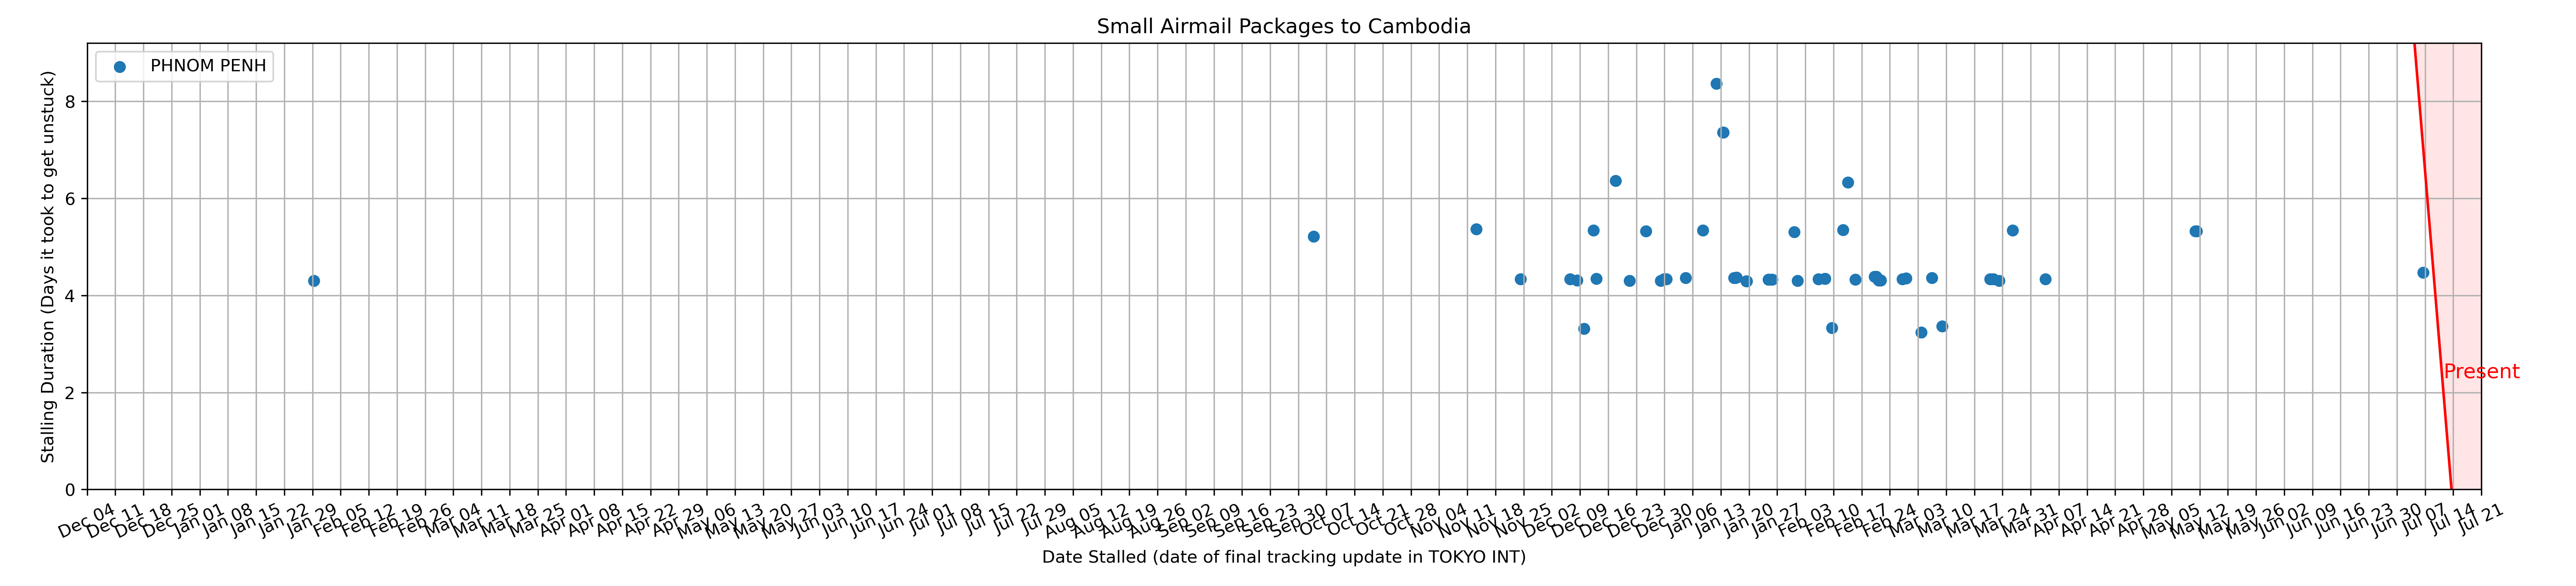 Small Airmail Packages to Cambodia
PHNOM PENH
Stalling Duration (Days it took to get unstuck)
8
6
4
2
0
Present
Dec 04 Dec 11 Dec 18 Dec 25 Jan 01 Jan 08 Jan 15 Jan 22 Jan 29 Feb 05 Feb 12 Feb 19 Feb 26 Mar 04 Mar 11 Mar 18 Mar 25 Apr 01 Apr 08 Apr 15 Apr 22 Apr 29 May 06 May 13 May 20 May 27 Jun 03 Jun 10 Jun 17 Jun 24 Jul 01 Jul 08 Jul 15 Jul 22 Jul 29 Aug 05 Aug 12 Aug 19 Aug 26 Sep 02 Sep 09 Sep 16 Sep 23 Sep 30 Oct 07 Oct 14 Oct 21 Oct 28 Nov 04 Nov 11 Nov 18 Nov 25 Dec 02 Dec 09 Dec 16 Dec 23 Dec 30 Jan 06 Jan 13 Jan 20 Jan 27 Feb 03 Feb 10 Feb 17 Feb 24 Mar 03 Mar 10 Mar 17 Mar 24 Mar 31 Apr 07 Apr 14 Apr 21 Apr 28 May 05 May 12 May 19 May 26 Jun 02 Jun 09 Jun 16 Jun 23 Jun 30 Jul 07 Jul 14 Jul 21
Date Stalled (date of final tracking update in TOKYO INT)